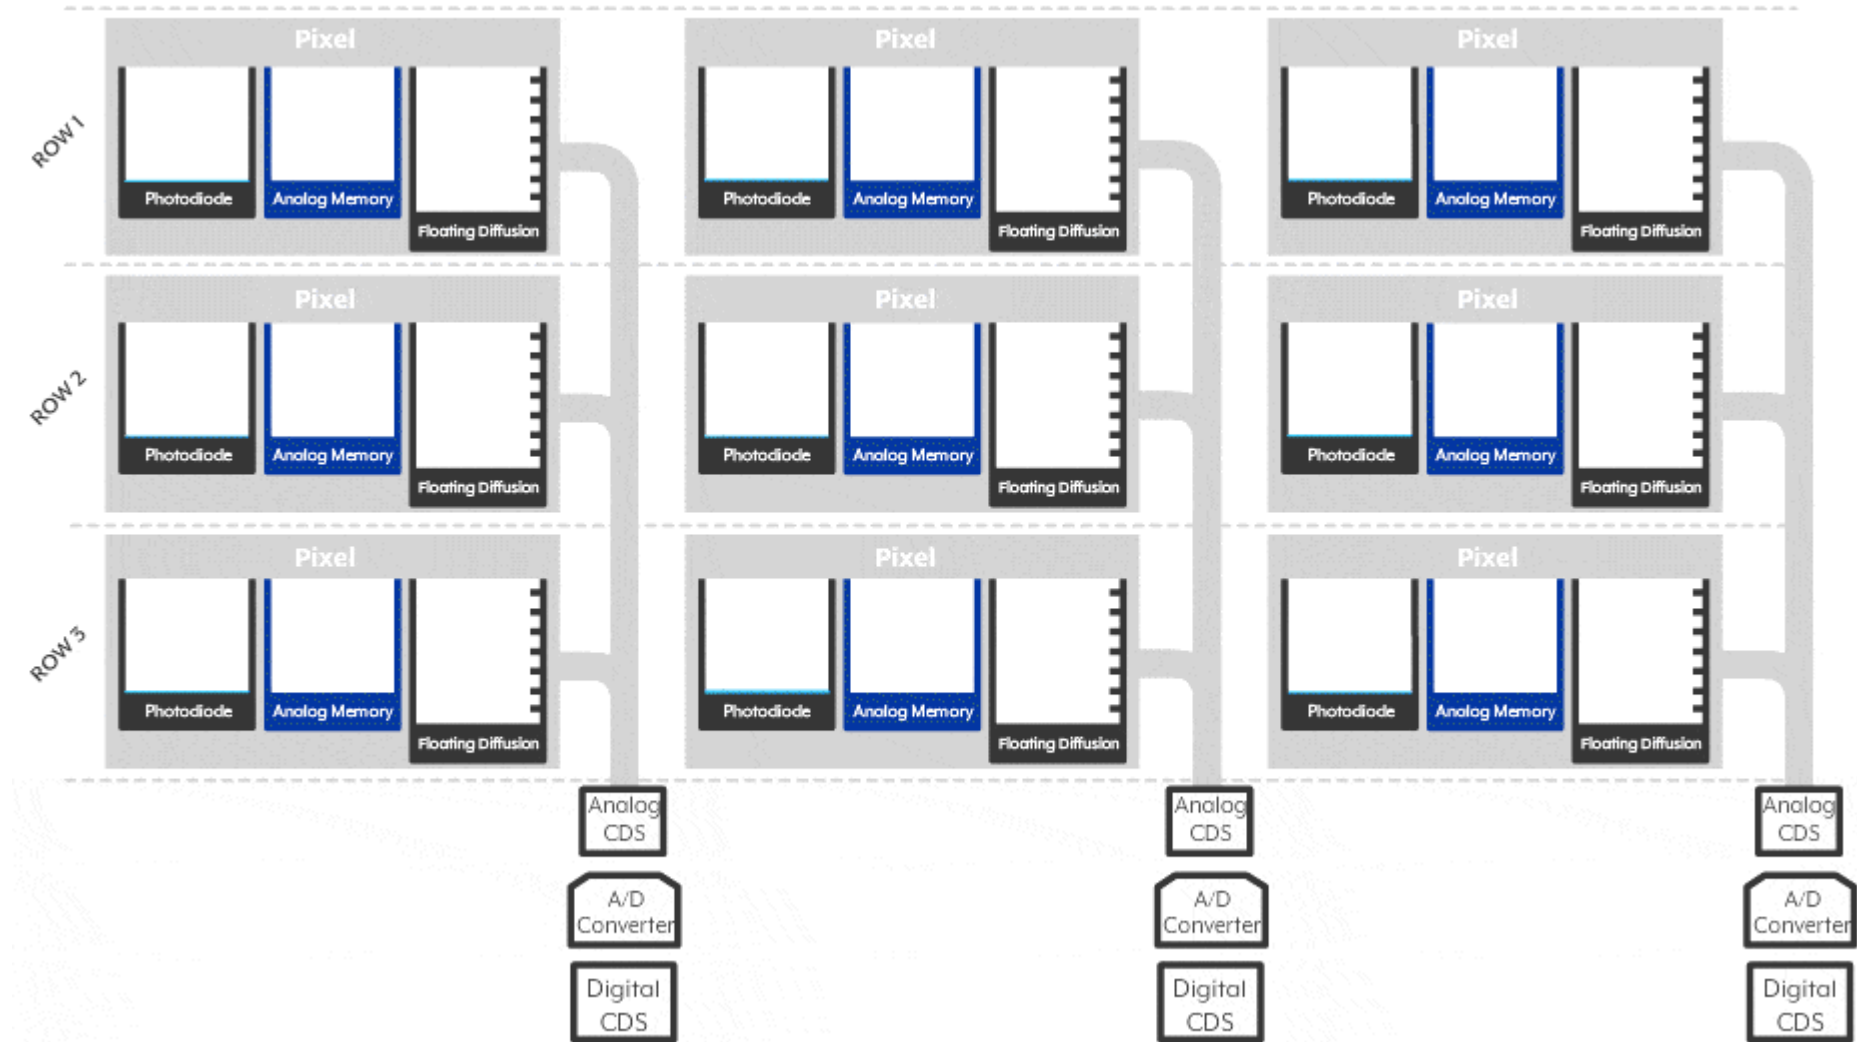 Pixel Pixel Pixel
ROW 1
Photodiode Analog Memory Photodiode Analog Memory Photodiode Analog Memory
Floating Diffusion Floating Diffusion Floating Diffusion
Pixel Pixel Pixel
ROW 2
Photodiode Analog Memory Photodiode Analog Memory Photodiode Analog Memory
Floating Diffusion Floating Diffusion Floating Diffusion
Pixel Pixel Pixel
ROW 3
Photodiode Analog Memory Photodiode Analog Memory Photodiode Analog Memory
Floating Diffusion Floating Diffusion Floating Diffusion
Analog Analog Analog
CDS CDS CDS
A/D A/D A/D
Converter Converter Converter
Digital Digital Digital
CDS CDS CDS